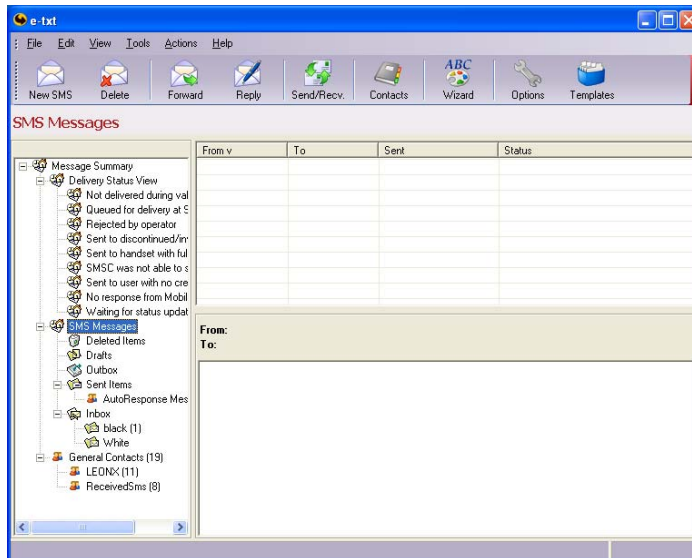 e-txt
File Edit View Tools Actions Help
New SMS Delete Forward Reply Send/Recv. Contacts ABC Wizard Options Templates
SMS Messages
From v To Sent Status
Message Summary
Delivery Status View
Not delivered during val
Queued for delivery at S
Rejected by operator
Sent to discontinued/in
Sent to handset with ful
SMSC was not able to s
Sent to user with no cre
No response from Mobil
Waiting for status updat
SMS Messages
Deleted Items
Drafts
Outbox
Sent Items
AutoResponse Mes
Inbox
black (1)
White
General Contacts (19)
LEONX (11)
ReceivedSms (8)
From:
To: